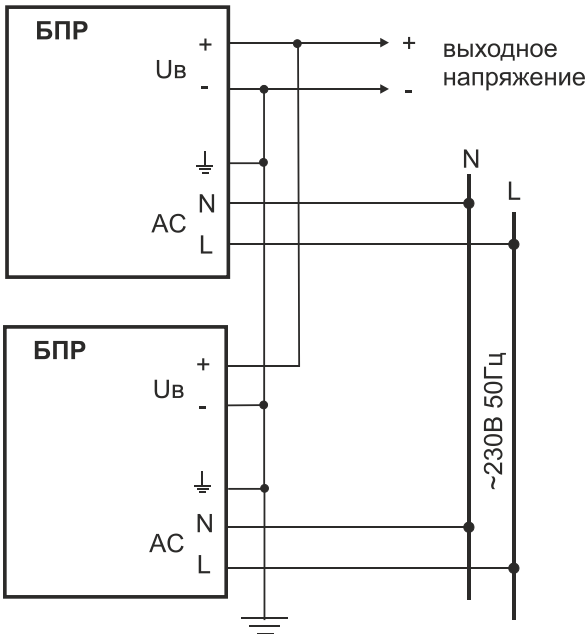 БПР
+
Uв
-
N
AC
L
+
-
выходное
напряжение
N
L
~230В 50Гц
БПР
+
Uв
-
N
AC
L